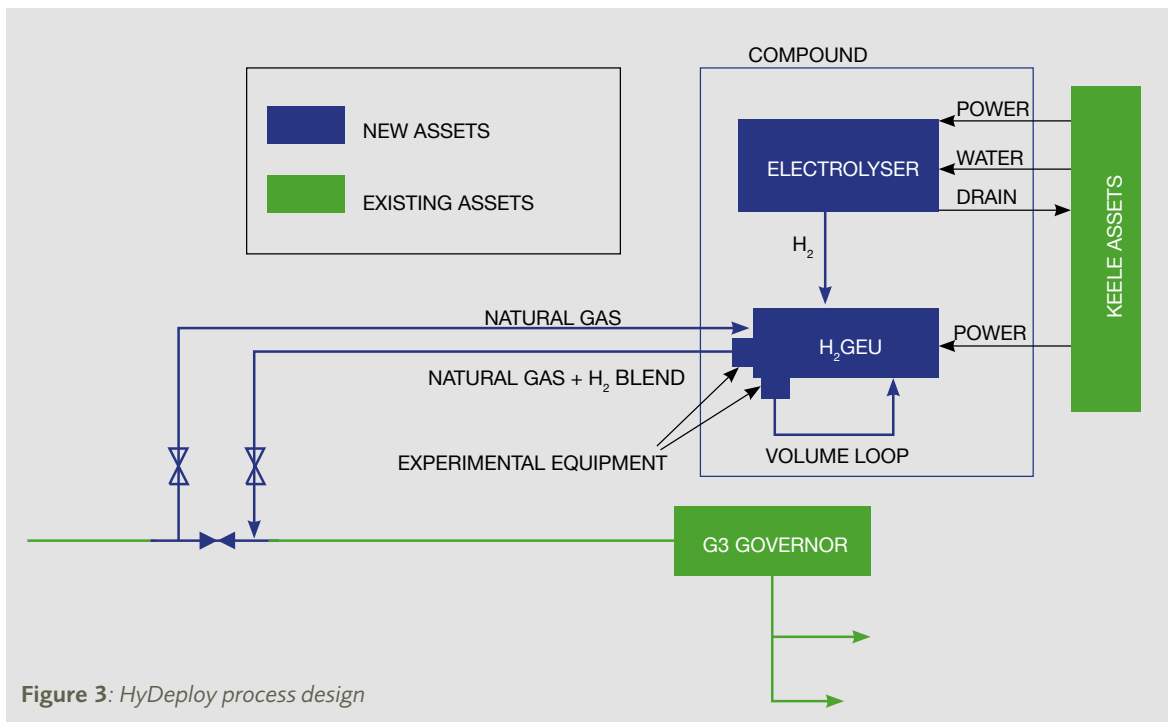 COMPOUND
NEW ASSETS
EXISTING ASSETS
ELECTROLYSER
POWER
WATER
DRAIN
KEELE ASSETS
H₂
NATURAL GAS
H₂GEU
POWER
NATURAL GAS + H₂ BLEND
EXPERIMENTAL EQUIPMENT
VOLUME LOOP
G3 GOVERNOR
Figure 3: HyDeploy process design